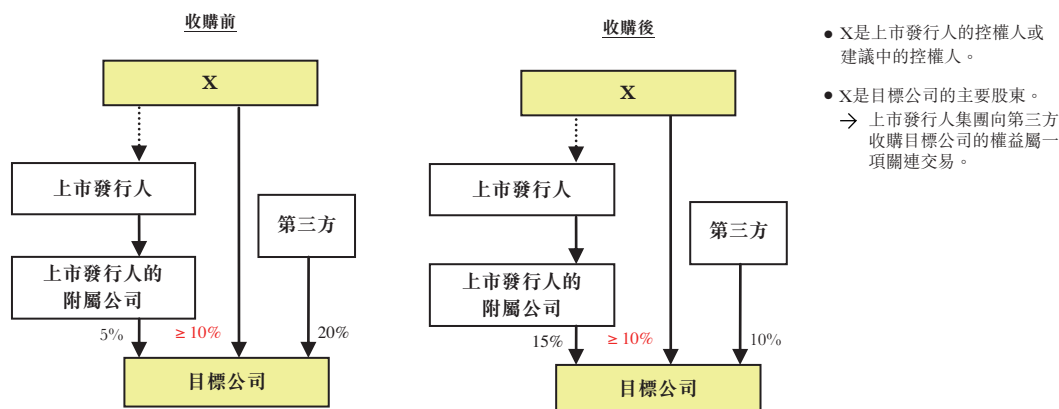 收購前
X
上市發行人
第三方
上市發行人的
附屬公司
5%
≥ 10%
20%
目標公司
收購後
X
上市發行人
第三方
上市發行人的
附屬公司
15%
≥ 10%
10%
目標公司
● X是上市發行人的控權人或
建議中的控權人。
● X是目標公司的主要股東。
→ 上市發行人集團向第三方
收購目標公司的權益屬一
項關連交易。